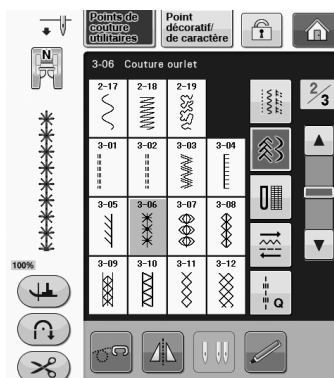 Points de
couture
utilitaires
Point
décoratif/
de caractère
N
3-06 Couture ourlet
2-17 2-18 2-19
2/3
3-01 3-02 3-03 3-04
3-05 3-06 3-07 3-08
100%
3-09 3-10 3-11 3-12
Q